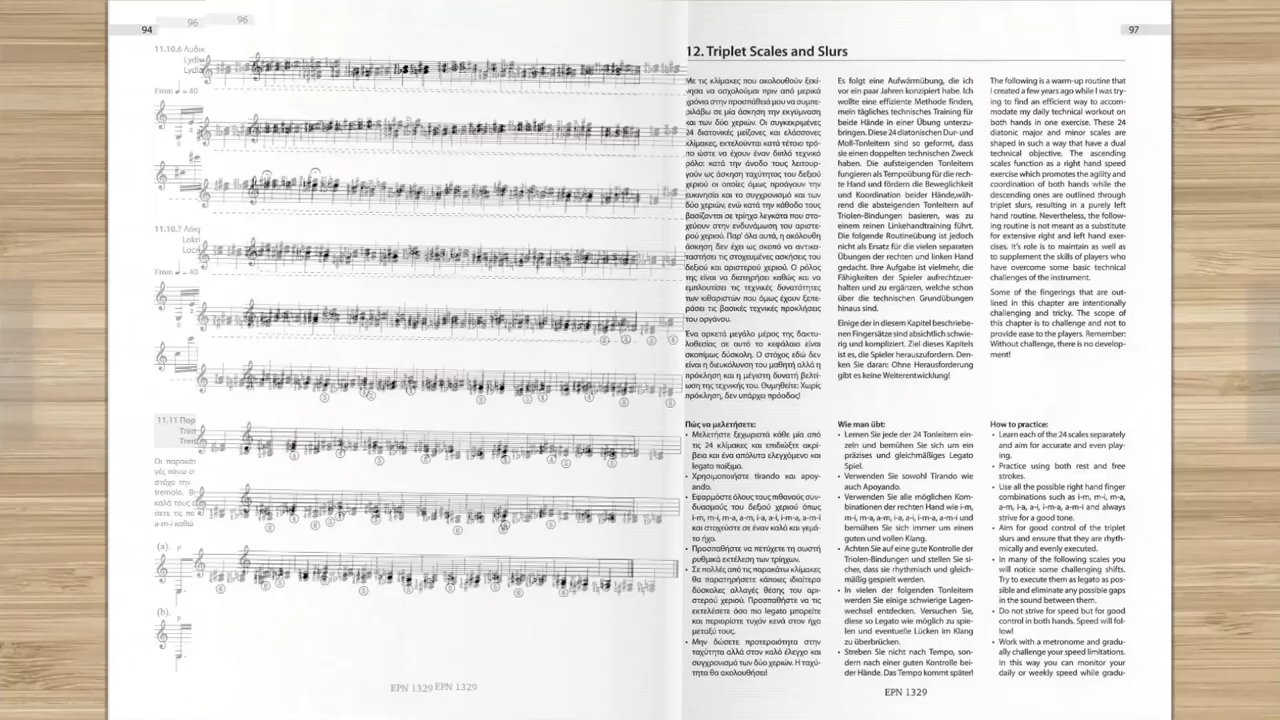 94
96
96
11.10.6 Λυδικ
Lydi
Lydia
From = 40
11.10.7 Λόκρ
Lokri
Locri
From = 40
11.11 Παρ
Trem
Οι παρακάτ
γές πάνω σ
στόχο την
tremolo. Β
καλά τους
σετε τις πα
a-m-i καθώ
(a).
p
(b).
p
EPN 1329 EPN 1329
97
12. Triplet Scales and Slurs
Με τις κλίμακες που ακολουθούν ξεκί-
νησα να ασχολούμαι πριν από μερικά
χρόνια στην προσπάθειά μου να συμπε-
ριλάβω σε μία άσκηση την εκγύμναση
και των δύο χεριών. Οι συγκεκριμένες
24 διατονικές μείζονες και ελάσσονες
κλίμακες, εκτελούνται κατά τέτοιο τρό-
πο ώστε να έχουν έναν διπλό τεχνικό
ρόλο: κατά την άνοδο τους λειτουρ-
γούν ως άσκηση ταχύτητας του δεξιού
χεριού οι οποίες όμως προάγουν την
ευκινησία και το συγχρονισμό και των
δύο χεριών, ενώ κατά την κάθοδο τους
βασίζονται σε τρίηχα λεγκάτα που στο-
χεύουν στην ενδυνάμωση του αριστε-
ρού χεριού. Παρ' όλα αυτά, η ακόλουθη
άσκηση δεν έχει ως σκοπό να αντικα-
ταστήσει τις στοχευμένες ασκήσεις του
δεξιού και αριστερού χεριού. Ο ρόλος
της είναι να διατηρήσει καθώς και να
εμπλουτίσει τις τεχνικές δυνατότητες
των κιθαριστών που όμως έχουν ξεπε-
ράσει τις βασικές τεχνικές προκλήσεις
του οργάνου.
Ένα αρκετά μεγάλο μέρος της δακτυ-
λοθεσίας σε αυτό το κεφάλαιο είναι
σκοπίμως δύσκολη. Ο στόχος εδώ δεν
είναι η διευκόλυνση του μαθητή αλλά η
πρόκληση και η μέγιστη δυνατή βελτί-
ωση της τεχνικής του. Θυμηθείτε: Χωρίς
πρόκληση, δεν υπάρχει πρόοδος!
Πώς να μελετήσετε:
• Μελετήστε ξεχωριστά κάθε μία από
τις 24 κλίμακες και επιδιώξτε ακρί-
βεια και ένα απόλυτα ελεγχόμενο και
legato παίξιμο.
• Χρησιμοποιήστε tirando και apoy-
ando.
• Εφαρμόστε όλους τους πιθανούς συν-
δυασμούς του δεξιού χεριού όπως
i-m, m-i, m-a, a-m, i-a, a-i, i-m-a, a-m-i
και στοχεύστε σε έναν καλό και γεμά-
το ήχο.
• Προσπαθήστε να πετύχετε τη σωστή
ρυθμικά εκτέλεση των τρίηχων.
• Σε πολλές από τις παρακάτω κλίμακες
θα παρατηρήσετε κάποιες ιδιαίτερα
δύσκολες αλλαγές θέσης του αρι-
στερού χεριού. Προσπαθήστε να τις
εκτελέσετε όσο πιο legato μπορείτε
και περιορίστε τυχόν κενά στον ήχο
μεταξύ τους.
• Μην δώσετε προτεραιότητα στην
ταχύτητα αλλά στον καλό έλεγχο και
συγχρονισμό των δύο χεριών. Η ταχύ-
τητα θα ακολουθήσει!
Es folgt eine Aufwärmübung, die ich
vor ein paar Jahren konzipiert habe. Ich
wollte eine effiziente Methode finden,
mein tägliches technisches Training für
beide Hände in einer Übung unterzu-
bringen. Diese 24 diatonischen Dur- und
Moll-Tonleitern sind so geformt, dass
sie einen doppelten technischen Zweck
haben. Die aufsteigenden Tonleitern
fungieren als Tempoübung für die rech-
te Hand und fördern die Beweglichkeit
und Koordination beider Hände,wäh-
rend die absteigenden Tonleitern auf
Triolen-Bindungen basieren, was zu
einem reinen Linkehandtraining führt.
Die folgende Routineübung ist jedoch
nicht als Ersatz für die vielen separaten
Übungen der rechten und linken Hand
gedacht. Ihre Aufgabe ist vielmehr, die
Fähigkeiten der Spieler aufrechtzuer-
halten und zu ergänzen, welche schon
über die technischen Grundübungen
hinaus sind.
Einige der in diesem Kapitel beschriebe-
nen Fingersätze sind absichtlich schwie-
rig und kompliziert. Ziel dieses Kapitels
ist es, die Spieler herauszufordern. Den-
ken Sie daran: Ohne Herausforderung
gibt es keine Weiterentwicklung!
Wie man übt:
• Lernen Sie jede der 24 Tonleitern ein-
zeln und bemühen Sie sich um ein
präzises und gleichmäßiges Legato
Spiel.
• Verwenden Sie sowohl Tirando wie
auch Apoyando.
• Verwenden Sie alle möglichen Kom-
binationen der rechten Hand wie i-m,
m-i, m-a, a-m, i-a, a-i, i-m-a, a-m-i und
bemühen Sie sich immer um einen
guten und vollen Klang.
• Achten Sie auf eine gute Kontrolle der
Triolen-Bindungen und stellen Sie si-
cher, dass sie rhythmisch und gleich-
mäßig gespielt werden.
• In vielen der folgenden Tonleitern
werden Sie einige schwierige Lagen-
wechsel entdecken. Versuchen Sie,
diese so Legato wie möglich zu spie-
len und eventuelle Lücken im Klang
zu überbrücken.
• Streben Sie nicht nach Tempo, son-
dern nach einer guten Kontrolle bei-
der Hände. Das Tempo kommt später!
The following is a warm-up routine that
I created a few years ago while I was try-
ing to find an efficient way to accom-
modate my daily technical workout on
both hands in one exercise. These 24
diatonic major and minor scales are
shaped in such a way that have a dual
technical objective. The ascending
scales function as a right hand speed
exercise which promotes the agility and
coordination of both hands while the
descending ones are outlined through
triplet slurs, resulting in a purely left
hand routine. Nevertheless, the follow-
ing routine is not meant as a substitute
for extensive right and left hand exer-
cises. It's role is to maintain as well as
to supplement the skills of players who
have overcome some basic technical
challenges of the instrument.
Some of the fingerings that are out-
lined in this chapter are intentionally
challenging and tricky. The scope of
this chapter is to challenge and not to
provide ease to the players. Remember:
Without challenge, there is no develop-
ment!
How to practice:
• Learn each of the 24 scales separately
and aim for accurate and even play-
ing.
• Practice using both rest and free
strokes.
• Use all the possible right hand finger
combinations such as i-m, m-i, m-a,
a-m, i-a, a-i, i-m-a, a-m-i and always
strive for a good tone.
• Aim for good control of the triplet
slurs and ensure that they are rhyth-
mically and evenly executed.
• In many of the following scales you
will notice some challenging shifts.
Try to execute them as legato as pos-
sible and eliminate any possible gaps
in the sound between them.
• Do not strive for speed but for good
control in both hands. Speed will fol-
low!
• Work with a metronome and gradu-
ally challenge your speed limitations.
In this way you can monitor your
daily or weekly speed while gradu-
EPN 1329